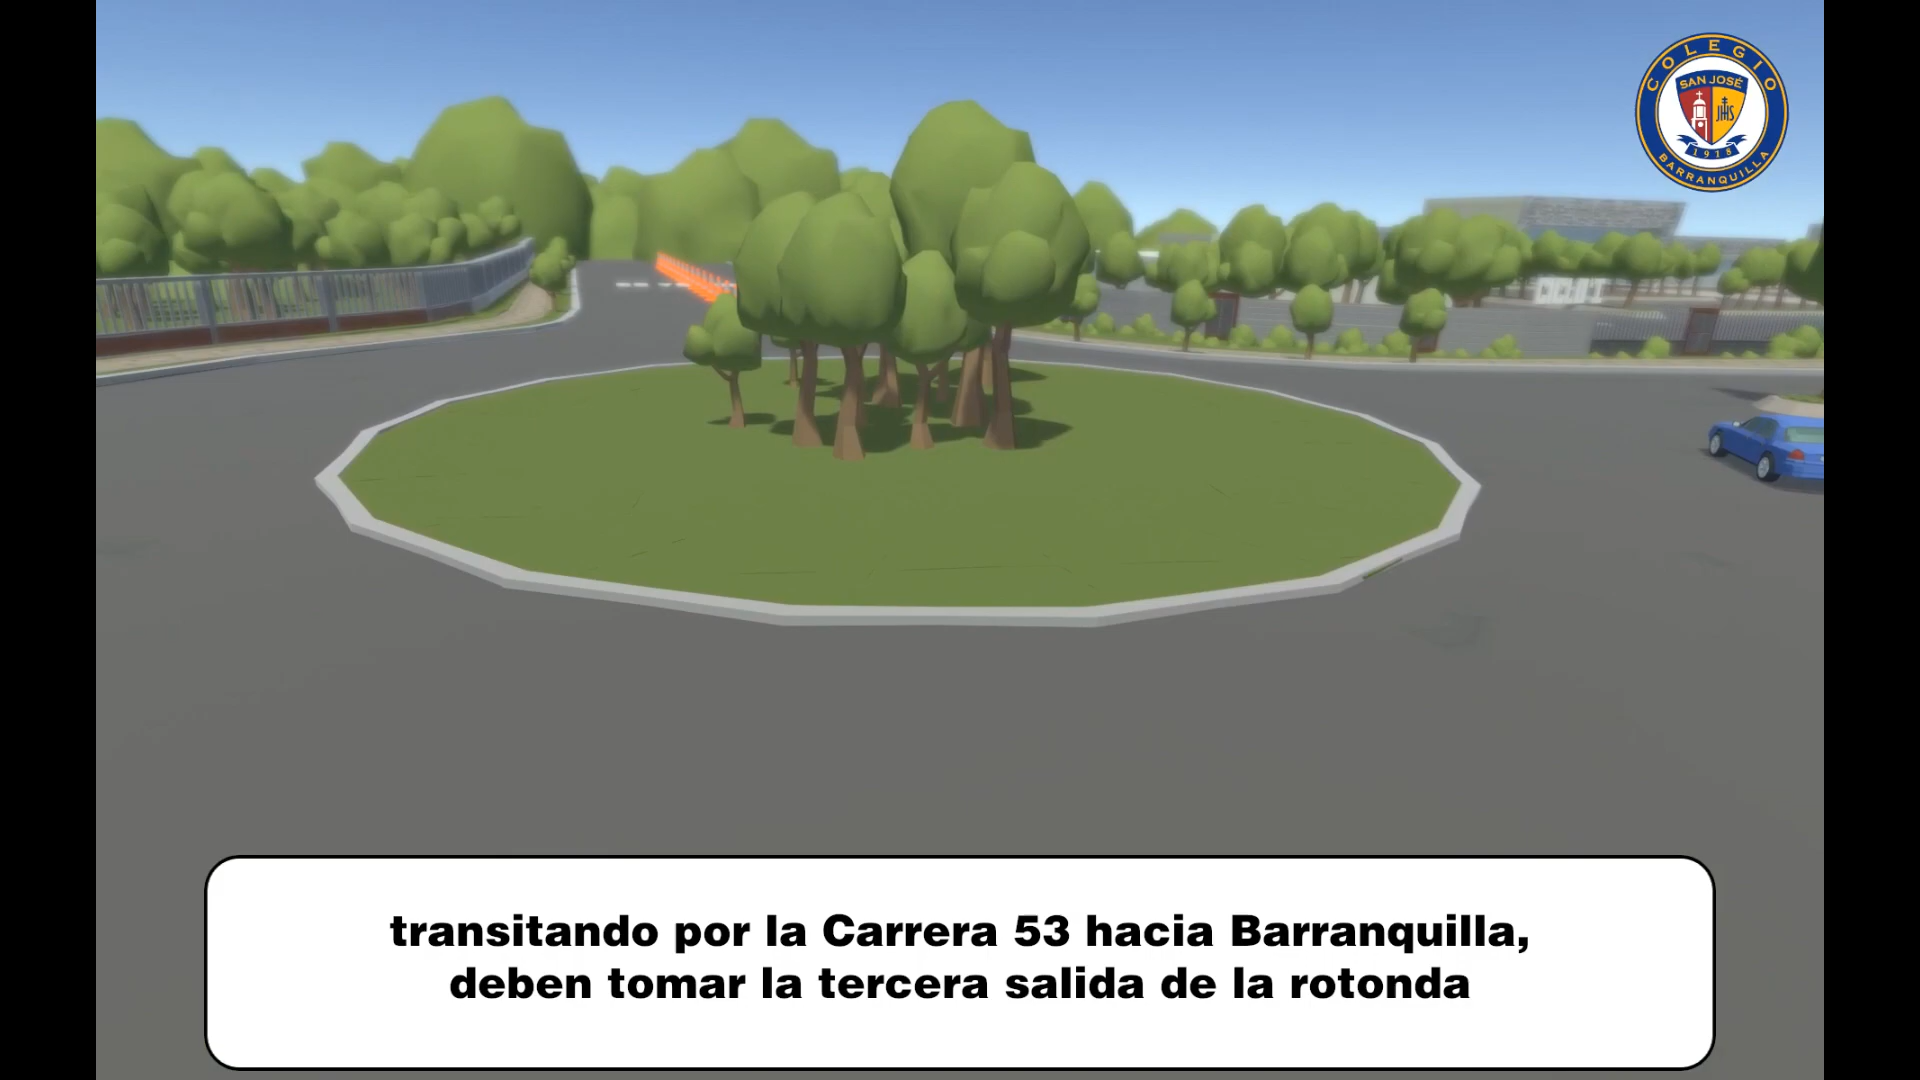 COLEGIO
SAN JOSÉ
JHS
1918
BARRANQUILLA
transitando por la Carrera 53 hacia Barranquilla,
deben tomar la tercera salida de la rotonda